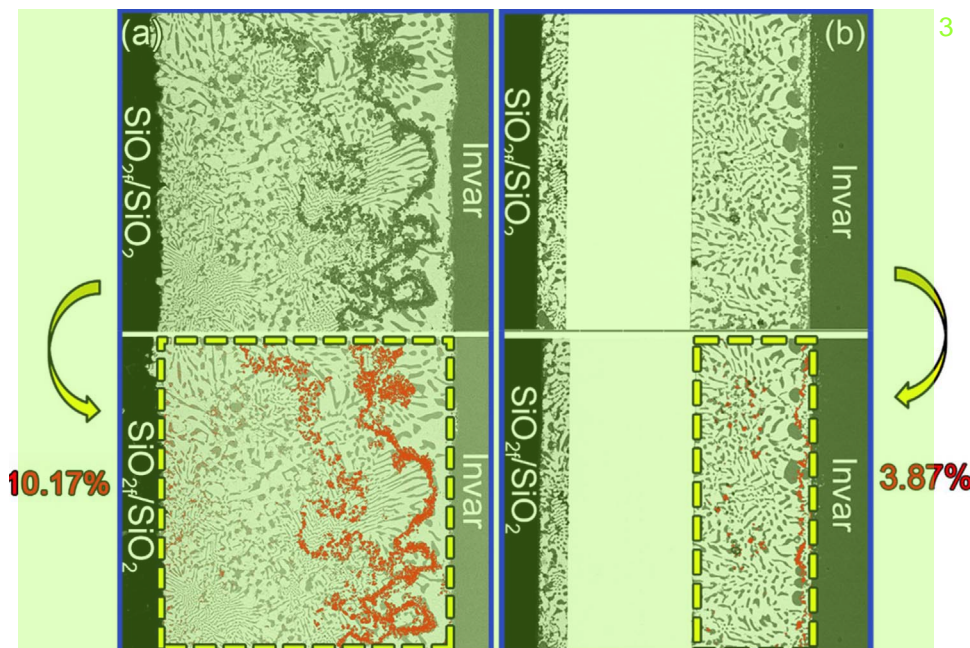 (a)
SiO₂f/SiO₂
Invar
(b)
SiO₂f/SiO₂
Invar
3
SiO₂f/SiO₂
Invar
10.17%
SiO₂f/SiO₂
Invar
3.87%